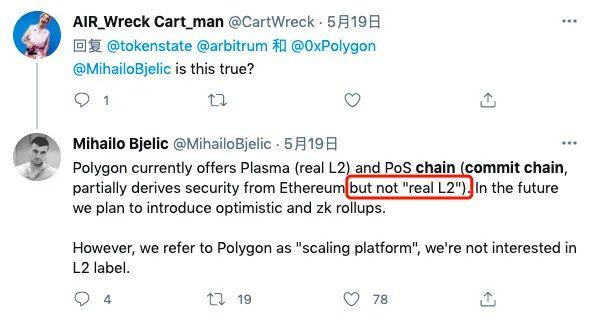 AIR_Wreck Cart_man @CartWreck · 5月19日
回复 @tokenstate @arbitrum 和 @0xPolygon
@MihailoBjelic is this true?
1
Mihailo Bjelic @MihailoBjelic · 5月19日
Polygon currently offers Plasma (real L2) and PoS chain (commit chain,
partially derives security from Ethereum but not "real L2"). In the future
we plan to introduce optimistic and zk rollups.
However, we refer to Polygon as "scaling platform", we're not interested in
L2 label.
4 19 78